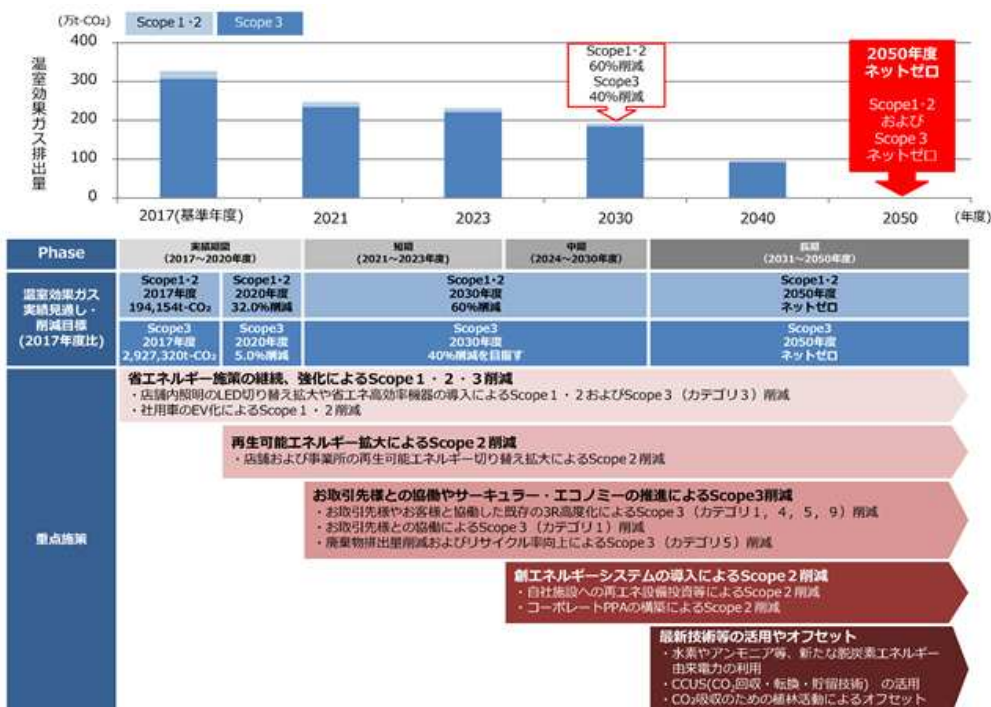 (万t-CO₂)
Scope 1・2
Scope 3
温室効果ガス排出量
400
300
200
100
0
Scope1・2
60%削減
Scope3
40%削減
2050年度
ネットゼロ
Scope1・2
および
Scope 3
ネットゼロ
2017(基準年度)
2021
2023
2030
2040
2050
(年度)
Phase
実績期間
(2017～2020年度)
短期
(2021～2023年度)
中期
(2024～2030年度)
長期
(2031～2050年度)
温室効果ガス
実績見通し・
削減目標
(2017年度比)
Scope1・2
2017年度
194,154t-CO₂
Scope1・2
2020年度
32.0%削減
Scope1・2
2030年度
60%削減
Scope1・2
2050年度
ネットゼロ
Scope3
2017年度
2,927,320t-CO₂
Scope3
2020年度
5.0%削減
Scope3
2030年度
40%削減を目指す
Scope3
2050年度
ネットゼロ
重点施策
省エネルギー施策の継続、強化によるScope１・２・３削減
・店舗内照明のLED切り替え拡大や省エネ高効率機器の導入によるScope１・２およびScope３（カテゴリ３）削減
・社用車のEV化によるScope１・２削減
再生可能エネルギー拡大によるScope２削減
・店舗および事業所の再生可能エネルギー切り替え拡大によるScope２削減
お取引先様との協働やサーキュラー・エコノミーの推進によるScope3削減
・お取引先様やお客様と協働した既存の3R高度化によるScope３（カテゴリ１，４，５，９）削減
・お取引先様との協働によるScope３（カテゴリ１）削減
・廃棄物排出量削減およびリサイクル率向上によるScope３（カテゴリ５）削減
創エネルギーシステムの導入によるScope２削減
・自社施設への再エネ設備投資等によるScope２削減
・コーポレートPPAの構築によるScope２削減
最新技術等の活用やオフセット
・水素やアンモニア等、新たな脱炭素エネルギー
由来電力の利用
・CCUS(CO₂回収・転換・貯留技術）の活用
・CO₂吸収のための植林活動によるオフセット